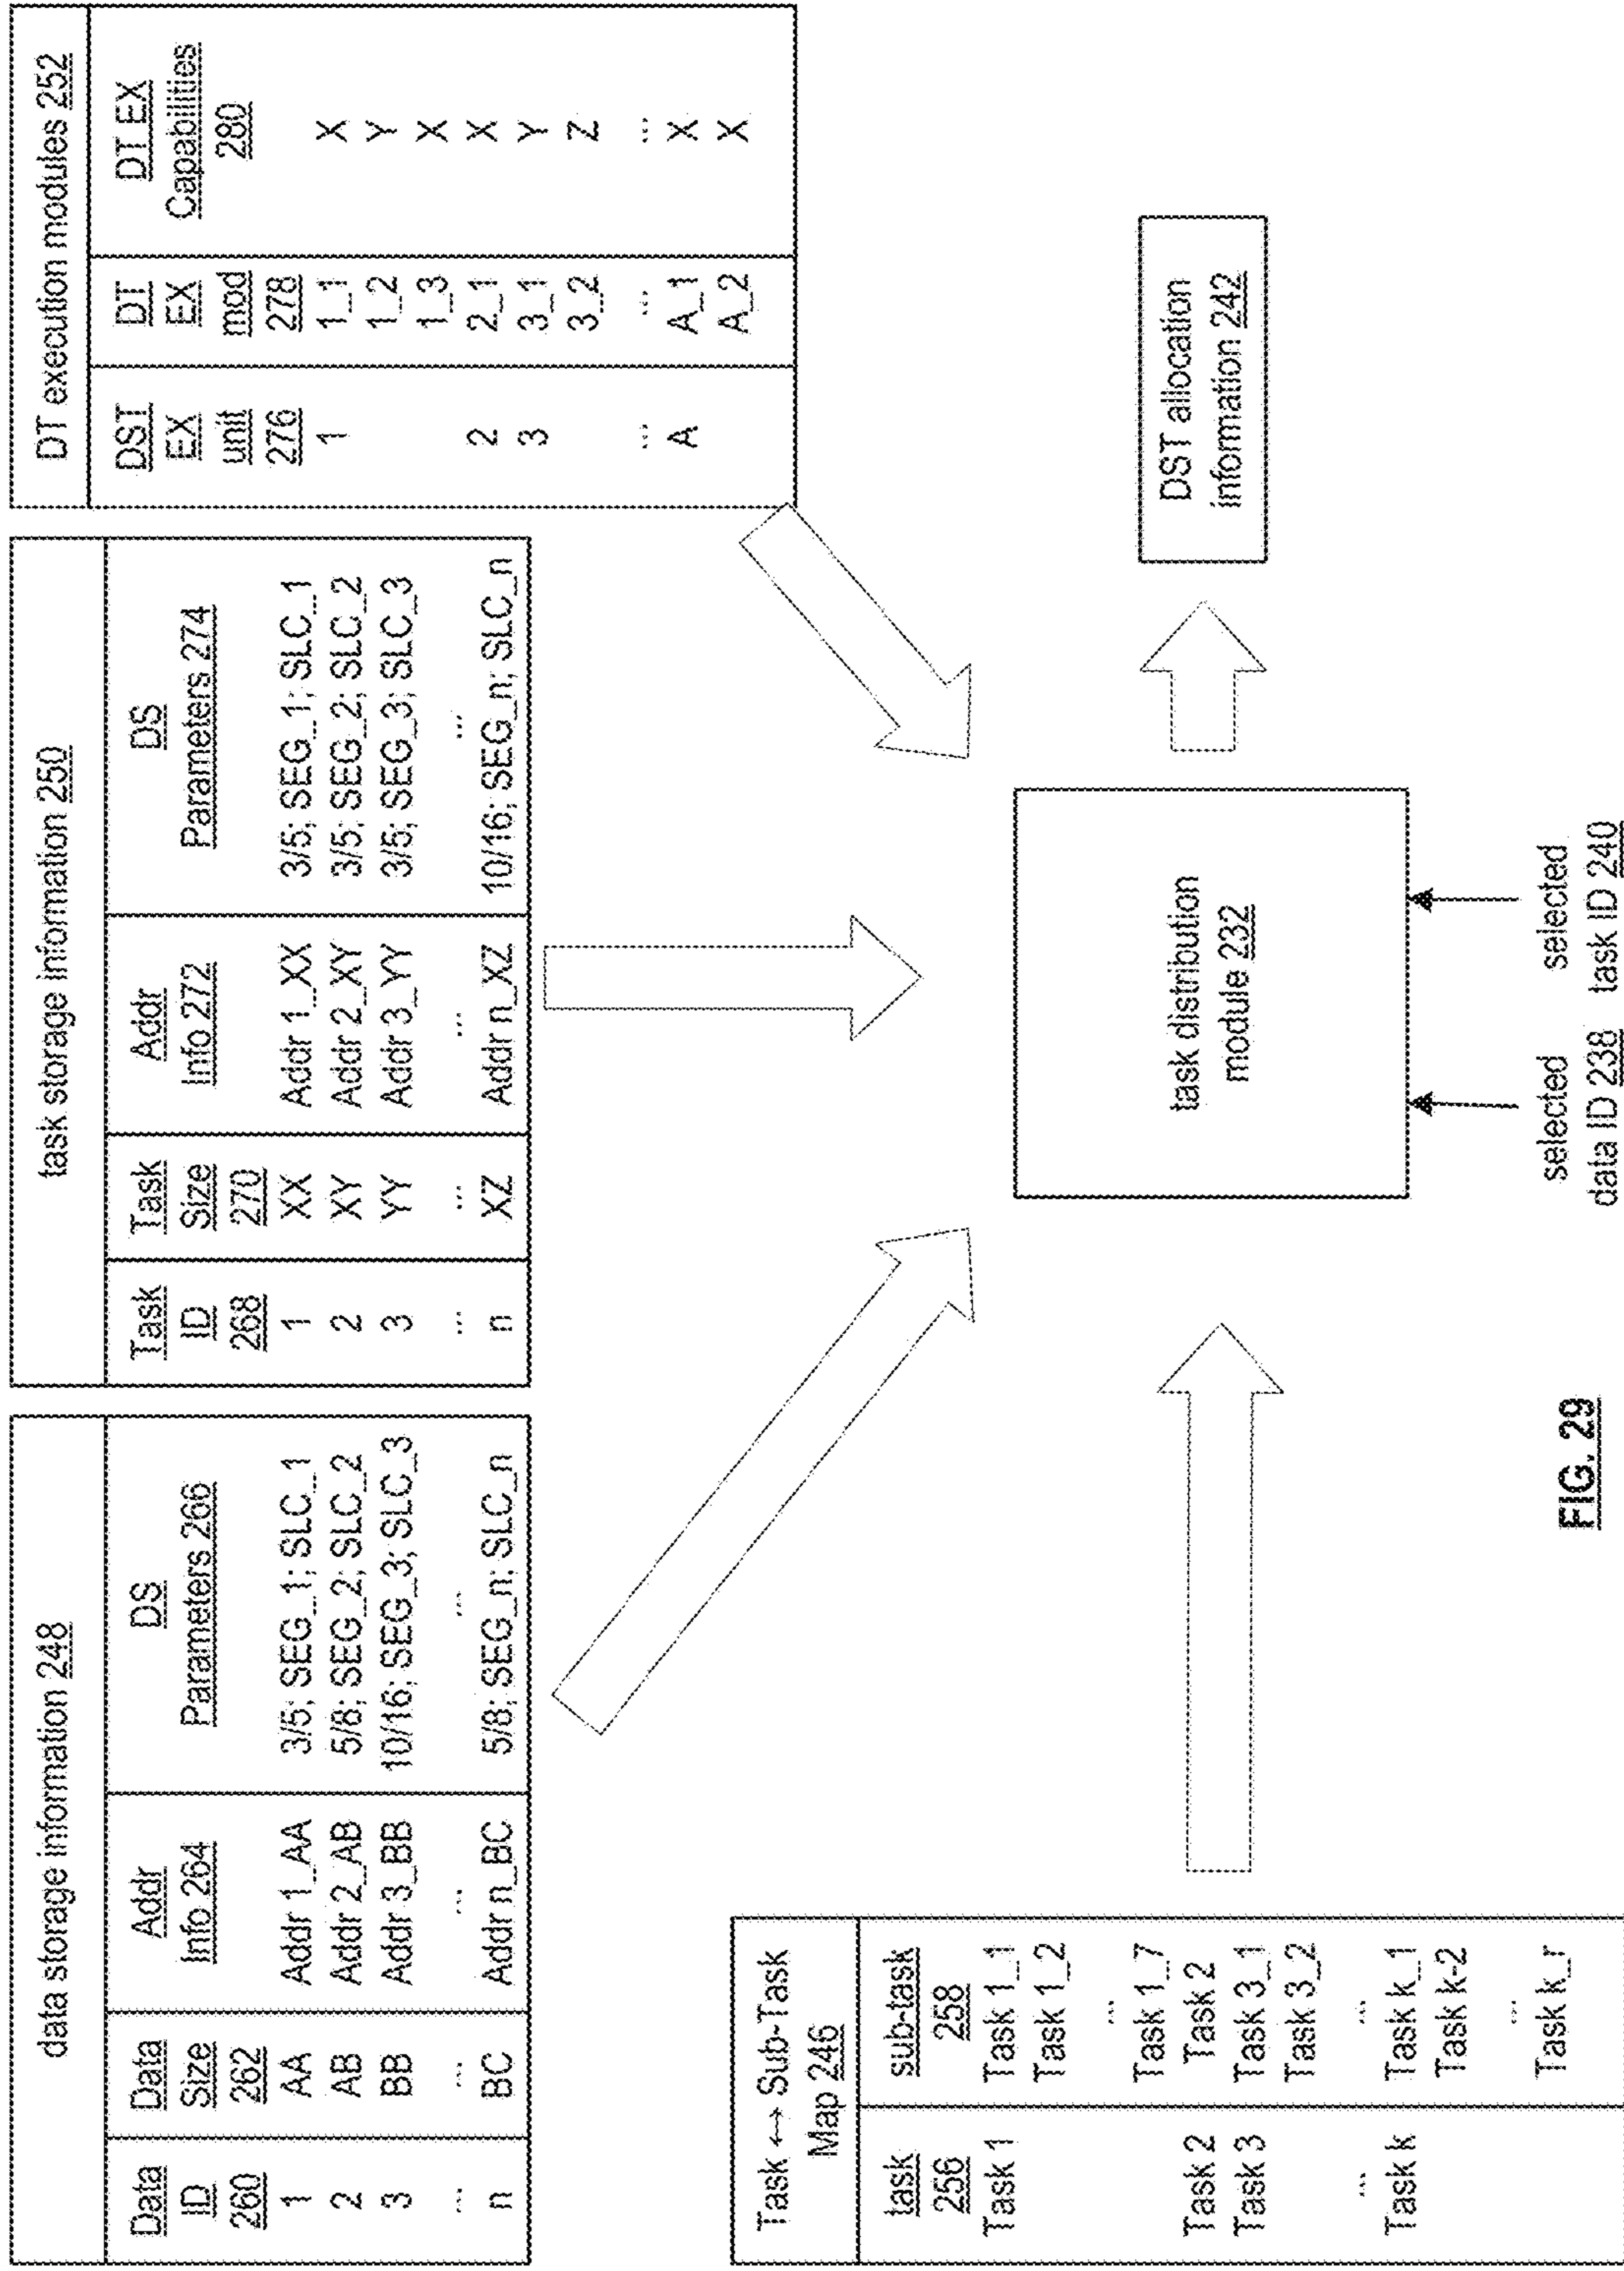 data storage information 248
Data ID 260 Data Size 262 Addr Info 264 DS Parameters 266
1 AA Addr 1_AA 3/5; SEG_1; SLC_1
2 AB Addr 2_AB 5/8; SEG_2; SLC_2
3 BB Addr 3_BB 10/16; SEG_3; SLC_3
... ... ... ...
n BC Addr n_BC 5/8; SEG_n; SLC_n
task storage information 250
Task ID 268 Task Size 270 Addr Info 272 DS Parameters 274
1 XX Addr 1_XX 3/5; SEG_1; SLC_1
2 XY Addr 2_XY 3/5; SEG_2; SLC_2
3 YY Addr 3_YY 3/5; SEG_3; SLC_3
... ... ... ...
n XZ Addr n_XZ 10/16; SEG_n; SLC_n
DT execution modules 252
DST EX unit 276 DT EX mod 278 DT EX Capabilities 280
1 1_1 X
1_2 Y
1_3 X
2 2_1 X
3 3_1 Y
3_2 Z
... ... ...
A A_1 X
A_2 X
Task ↔ Sub-Task
Map 246
task 256 sub-task 258
Task 1 Task 1_1
Task 1_2
...
Task 1_7
Task 2 Task 2
Task 3 Task 3_1
Task 3_2
... ...
Task k Task k_1
Task k-2
...
Task k_r
task distribution
module 232
DST allocation
information 242
selected
data ID 238
selected
task ID 240
FIG. 29